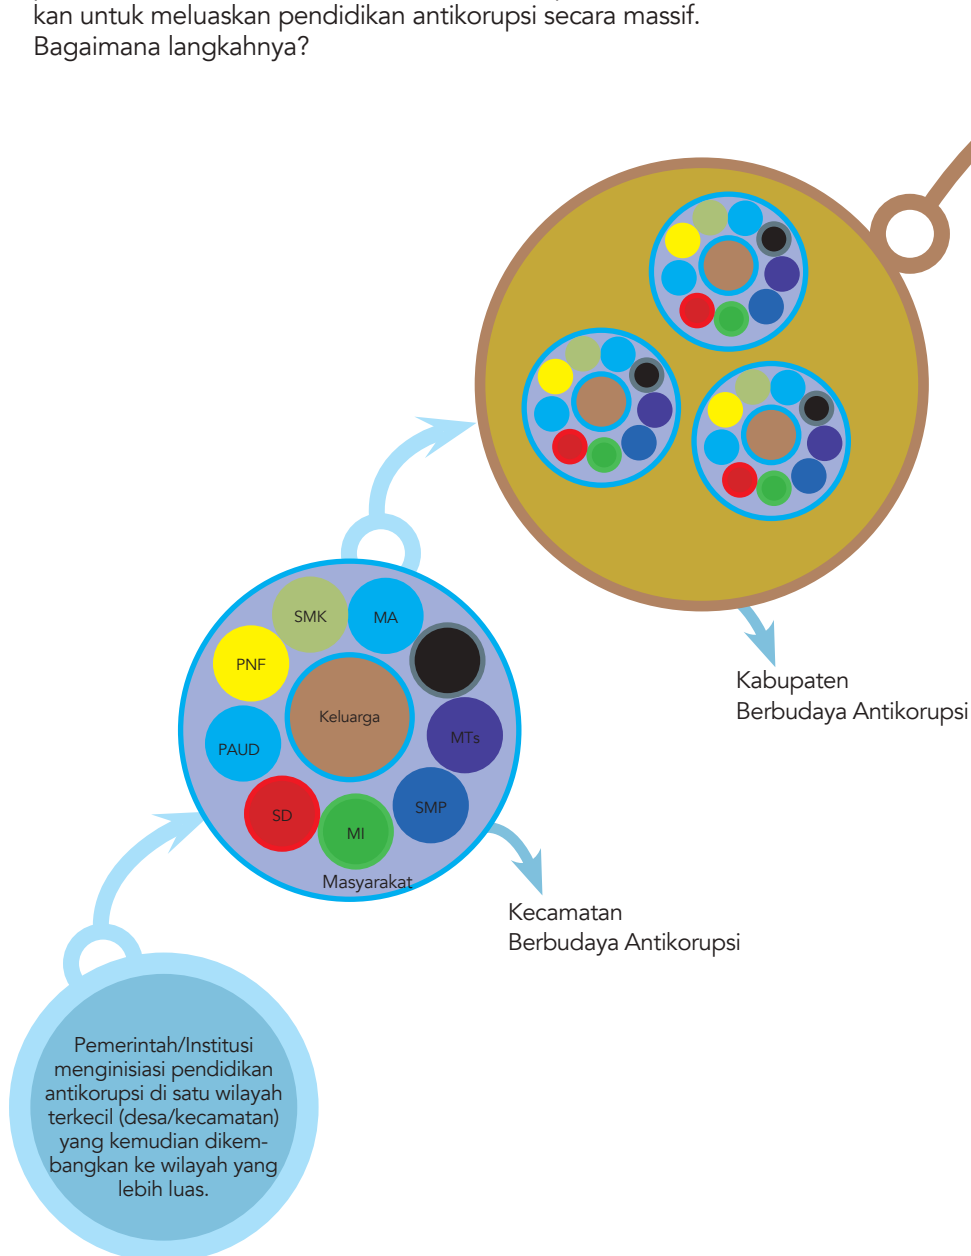 kan untuk meluaskan pendidikan antikorupsi secara massif.
Bagaimana langkahnya?
SMK
MA
PNF
Keluarga
MTs
PAUD
SMP
SD
MI
Masyarakat
Kabupaten
Berbudaya Antikorupsi
Kecamatan
Berbudaya Antikorupsi
Pemerintah/Institusi
menginisiasi pendidikan
antikorupsi di satu wilayah
terkecil (desa/kecamatan)
yang kemudian dikem-
bangkan ke wilayah yang
lebih luas.